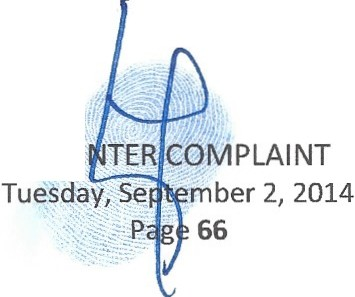 NTER COMPLAINT
Tuesday, September 2, 2014
Page 66